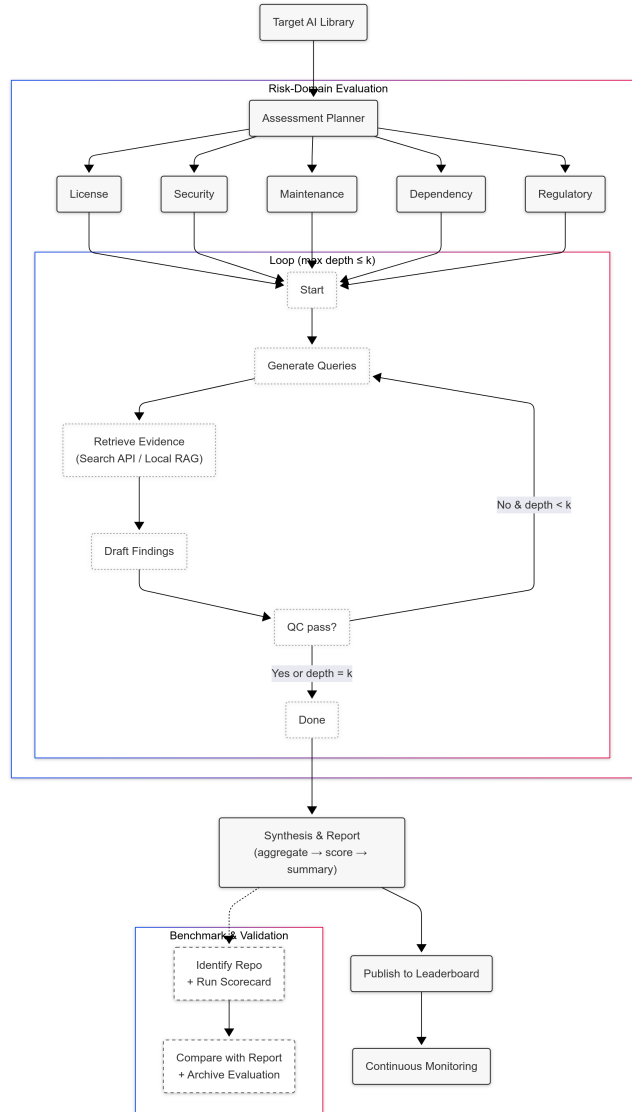 Target AI Library
Risk-Domain Evaluation
Assessment Planner
License
Security
Maintenance
Dependency
Regulatory
Loop (max depth ≤ k)
Start
Generate Queries
Retrieve Evidence
(Search API / Local RAG)
No & depth < k
Draft Findings
QC pass?
Yes or depth = k
Done
Synthesis & Report
(aggregate → score →
summary)
Benchmark & Validation
Identify Repo
+ Run Scorecard
Publish to Leaderboard
Compare with Report
+ Archive Evaluation
Continuous Monitoring